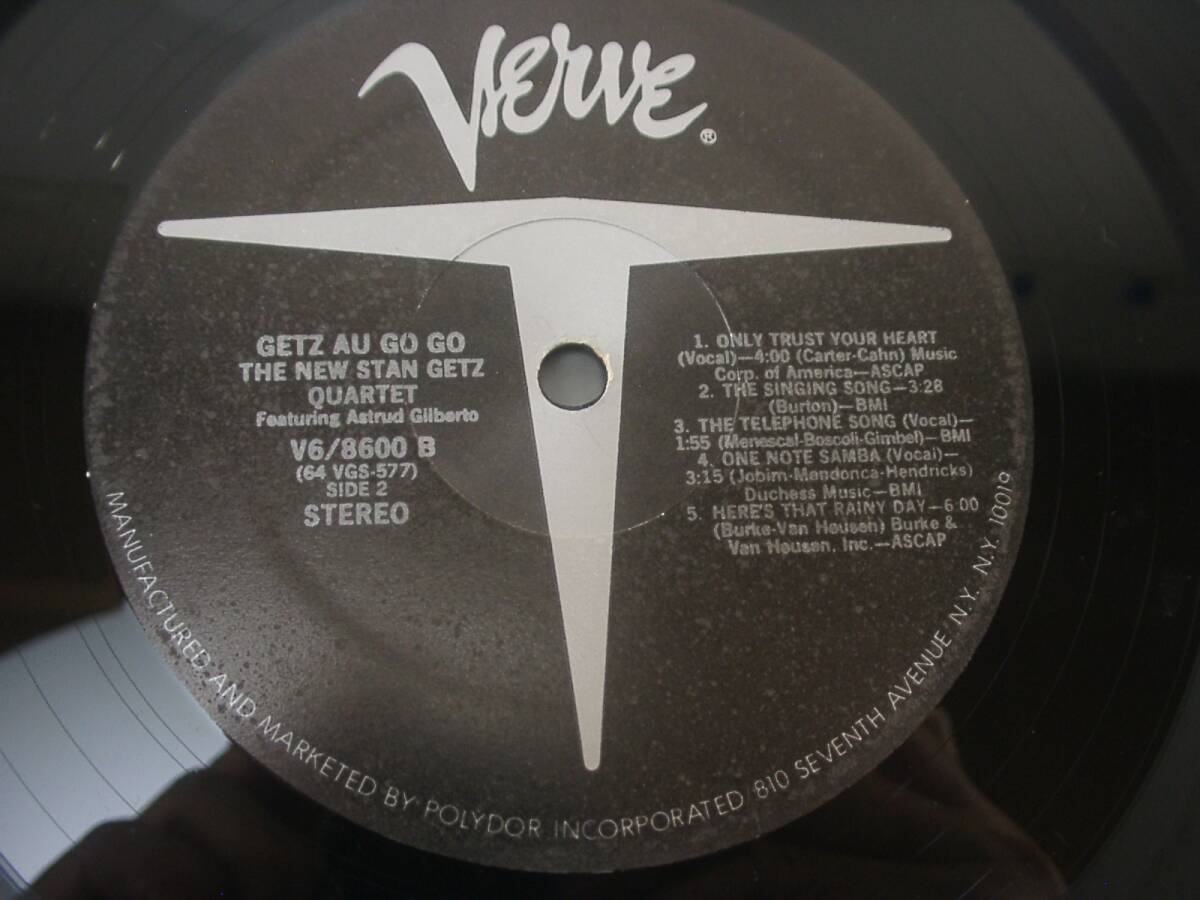 VERVE
®
GETZ AU GO GO
THE NEW STAN GETZ
QUARTET
Featuring Astrud Gilberto
V6/8600 B
(64 VGS-577)
SIDE 2
STEREO
1. ONLY TRUST YOUR HEART
(Vocal)—4:00 (Carter-Cahn) Music
Corp. of America—ASCAP
2. THE SINGING SONG—3:28
(Burton)—BMI
3. THE TELEPHONE SONG (Vocal)—
1:55 (Menescal-Boscoli-Gimbel)—BMI
4. ONE NOTE SAMBA (Vocal)—
3:15 (Jobim-Mendonca-Hendricks)
Duchess Music—BMI
5. HERE'S THAT RAINY DAY—6:00
(Burke-Van Heusen) Burke &
Van Heusen, Inc.—ASCAP
MANUFACTURED AND MARKETED BY POLYDOR INCORPORATED 810 SEVENTH AVENUE N.Y. N.Y. 10019